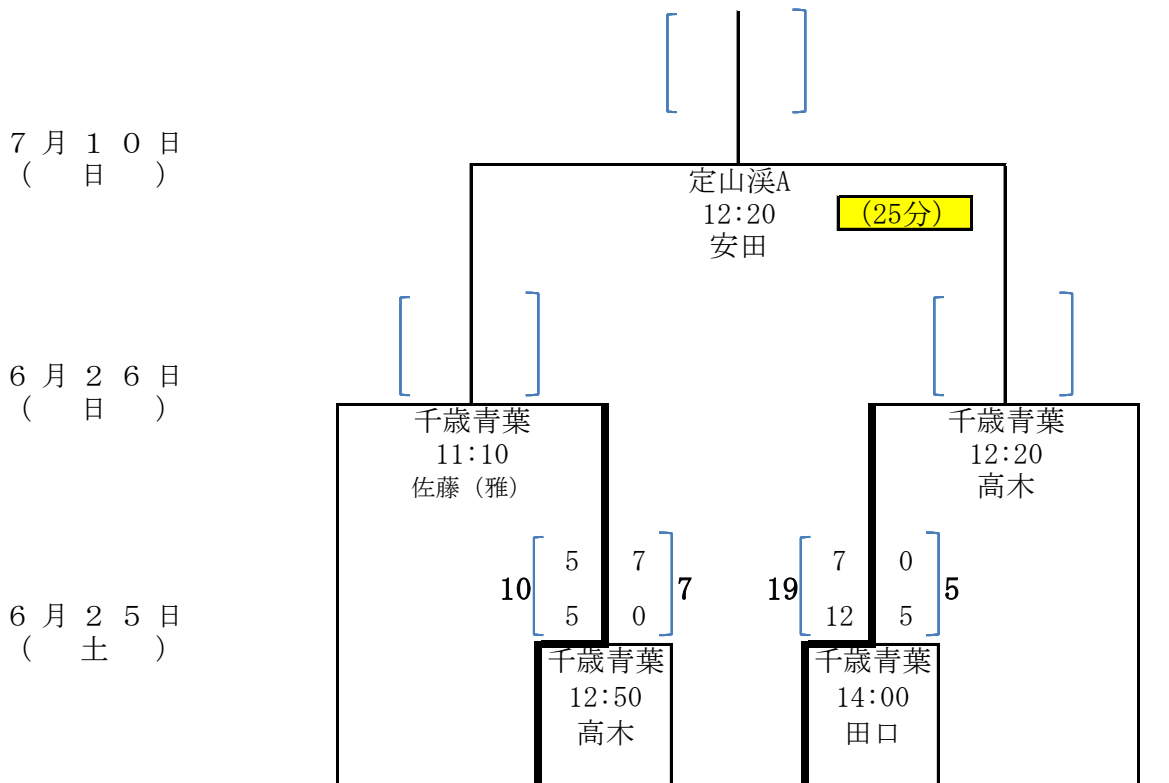 ７月１０日
（　日　）
定山渓A
12:20
(25分)
安田
６月２６日
（　日　）
千歳青葉
11:10
佐藤（雅）
千歳青葉
12:20
高木
5 7
10 7
5 0
7 0
19 5
12 5
６月２５日
（　土　）
千歳青葉
12:50
高木
千歳青葉
14:00
田口